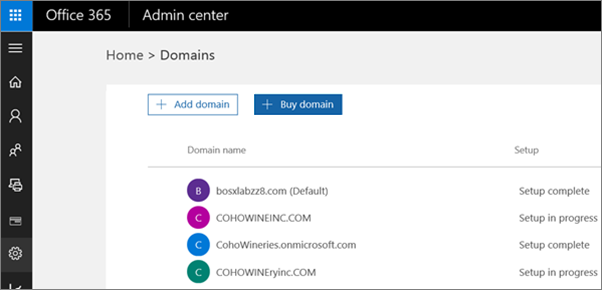 Office 365 Admin center
Home > Domains
+ Add domain + Buy domain
Domain name Setup
B bosxlabzz8.com (Default) Setup complete
C COHOWINEINC.COM Setup in progress
C CohoWineries.onmicrosoft.com Setup complete
C COHOWINEryinc.COM Setup in progress